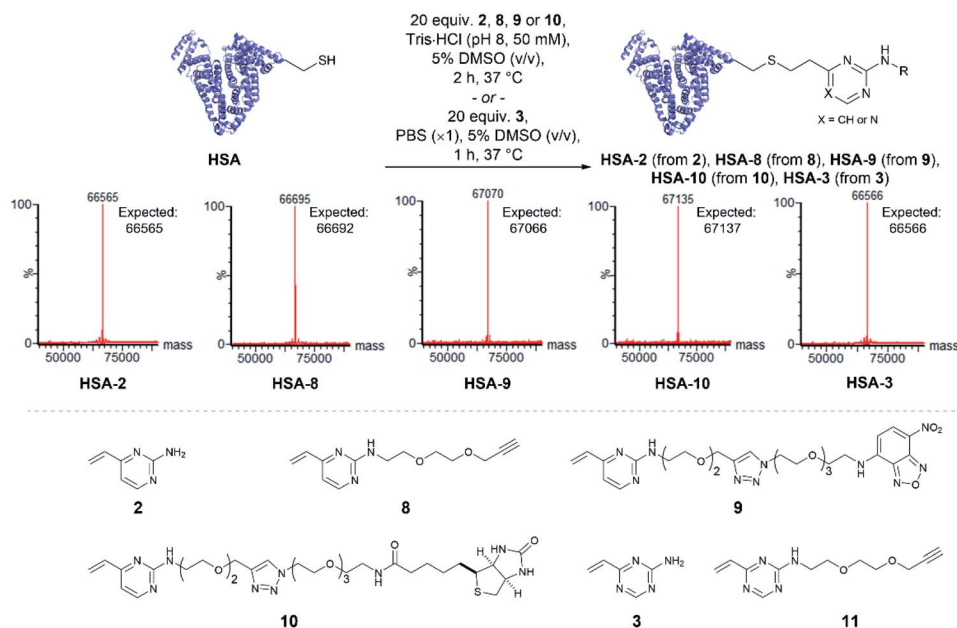 20 equiv. 2, 8, 9 or 10,
Tris·HCl (pH 8, 50 mM),
5% DMSO (v/v),
2 h, 37 °C
- or -
20 equiv. 3,
PBS (×1), 5% DMSO (v/v),
1 h, 37 °C
SH
HSA
S
N
H
N
R
X
N
X = CH or N
HSA-2 (from 2), HSA-8 (from 8), HSA-9 (from 9),
HSA-10 (from 10), HSA-3 (from 3)
66565
Expected:
66565
100
%
0
50000 75000 mass
HSA-2
66695
Expected:
66692
100
%
0
50000 75000 mass
HSA-8
67070
Expected:
67066
100
%
0
50000 75000 mass
HSA-9
67135
Expected:
67137
100
%
0
50000 75000 mass
HSA-10
66566
Expected:
66566
100
%
0
50000 75000 mass
HSA-3
N NH2
N
2
N H
N
N
O
O
8
N H
N
N
O
2
N
N=N
O
3
H
N
NO2
N
O
N
9
N H
N
N
O
2
N
N=N
O
3
N
H
O
H
HN
O
NH
S
H
10
N NH2
N
N
3
N H
N
N
N
O
O
11